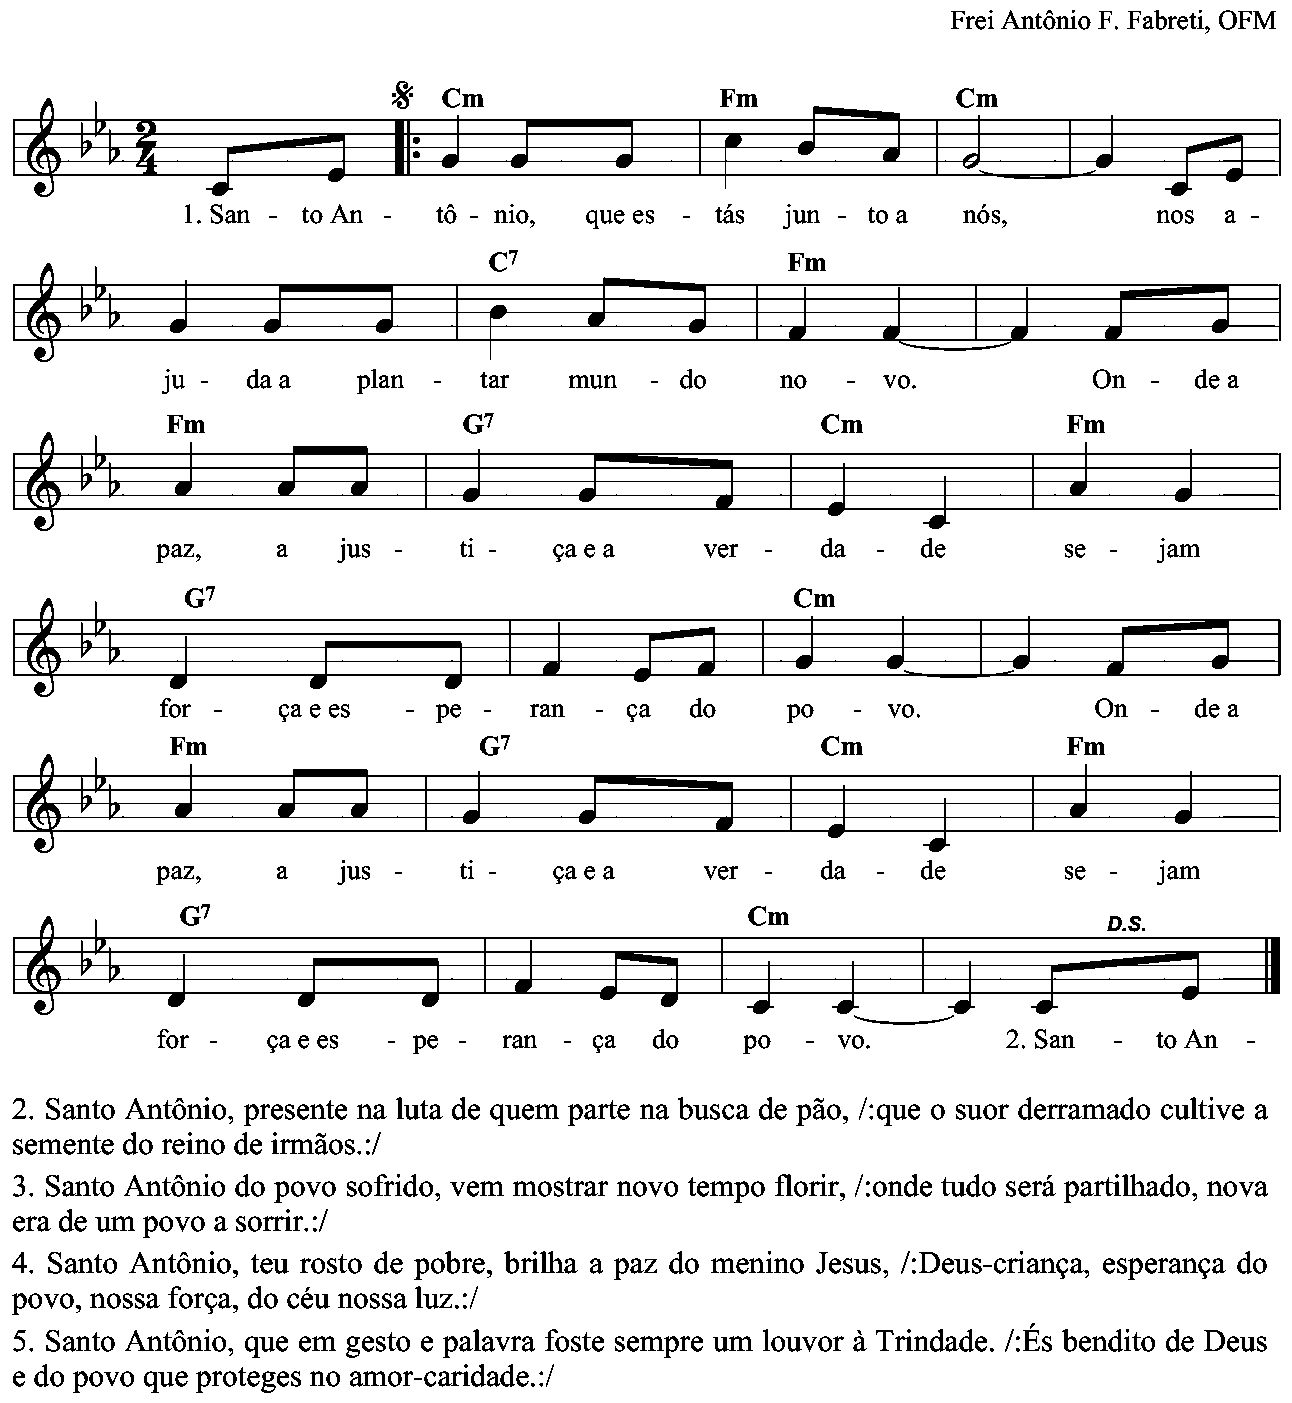 Frei Antônio F. Fabreti, OFM
Cm Fm Cm
2
4
1. San - to An - tô - nio, que es - tás jun - to a nós, nos a -
C7 Fm
ju - da a plan - tar mun - do no - vo. On - de a
Fm G7 Cm Fm
paz, a jus - ti - ça e a ver - da - de se - jam
G7 Cm
for - ça e es - pe - ran - ça do po - vo. On - de a
Fm G7 Cm Fm
paz, a jus - ti - ça e a ver - da - de se - jam
G7 Cm D.S.
for - ça e es - pe - ran - ça do po - vo. 2. San - to An -
2. Santo Antônio, presente na luta de quem parte na busca de pão, /:que o suor derramado cultive a
semente do reino de irmãos.:/
3. Santo Antônio do povo sofrido, vem mostrar novo tempo florir, /:onde tudo será partilhado, nova
era de um povo a sorrir.:/
4. Santo Antônio, teu rosto de pobre, brilha a paz do menino Jesus, /:Deus-criança, esperança do
povo, nossa força, do céu nossa luz.:/
5. Santo Antônio, que em gesto e palavra foste sempre um louvor à Trindade. /:És bendito de Deus
e do povo que proteges no amor-caridade.:/